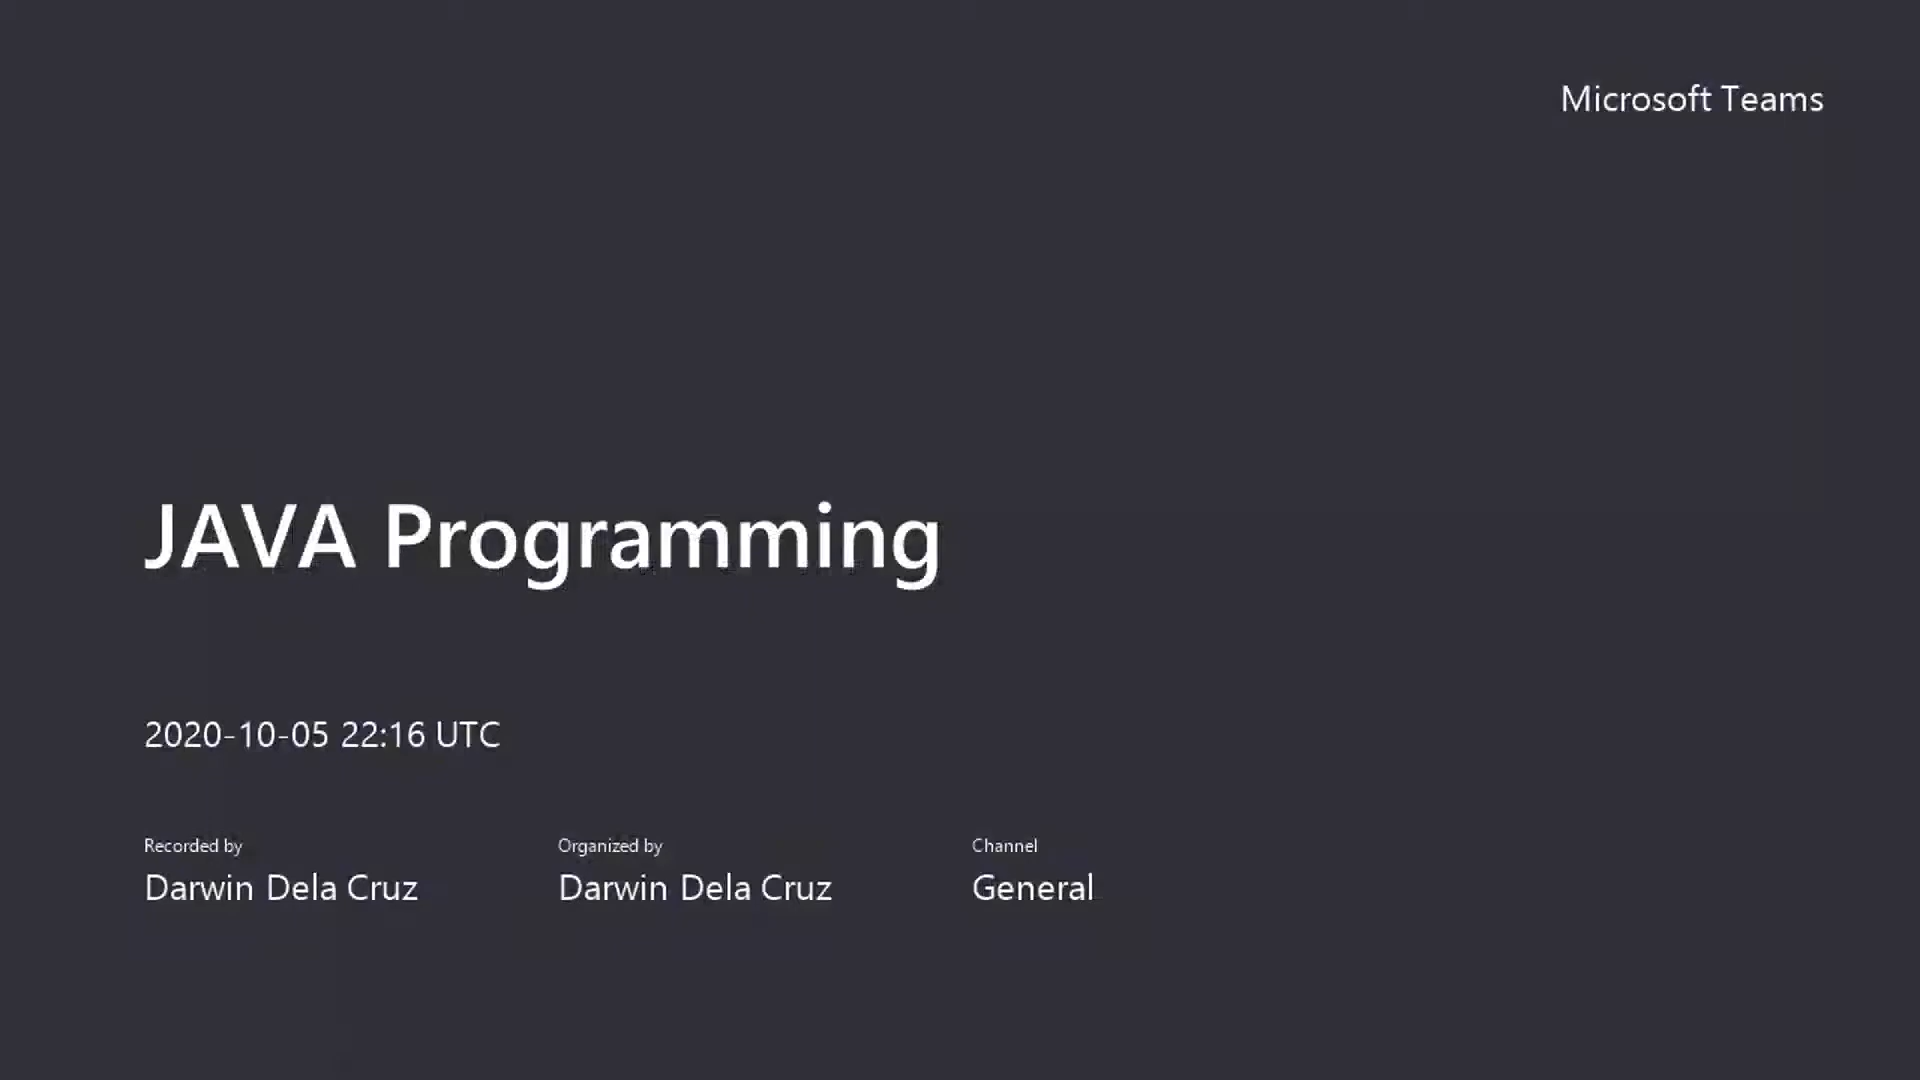 Microsoft Teams
JAVA Programming
2020-10-05 22:16 UTC
Recorded by
Darwin Dela Cruz
Organized by
Darwin Dela Cruz
Channel
General